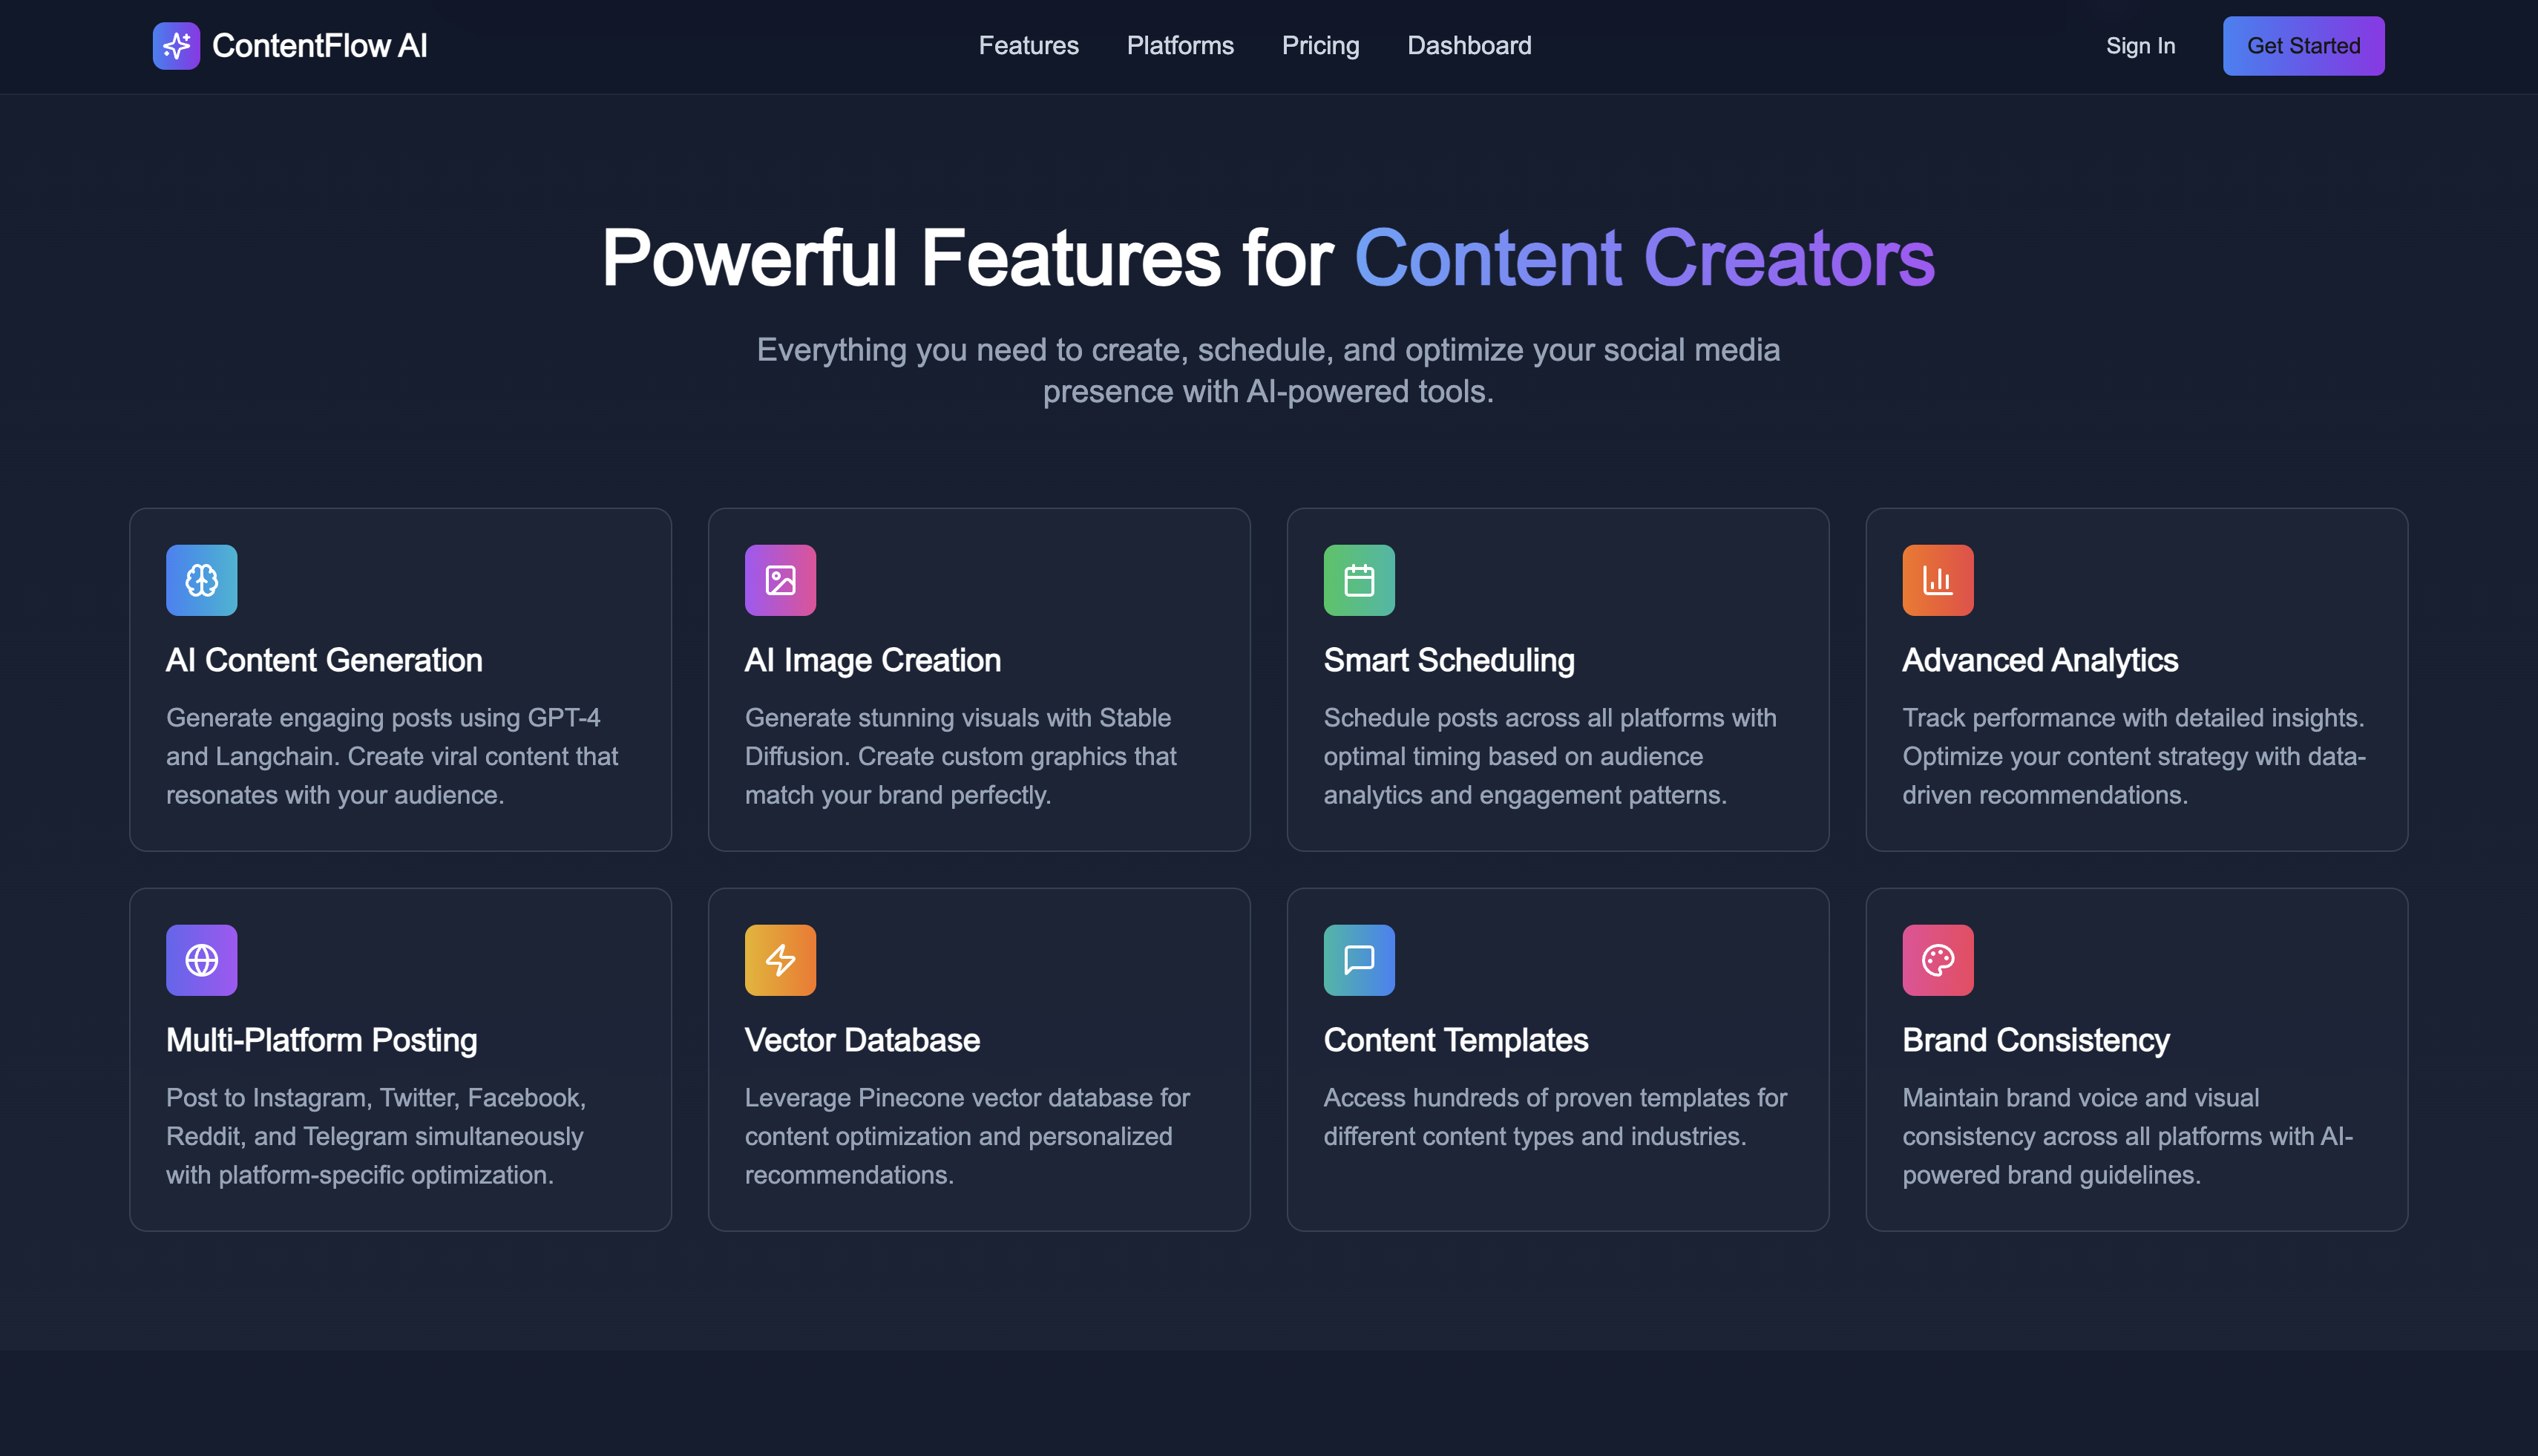 ContentFlow AI
Features
Platforms
Pricing
Dashboard
Sign In
Get Started
Powerful Features for Content Creators
Everything you need to create, schedule, and optimize your social media
presence with AI-powered tools.
AI Content Generation
Generate engaging posts using GPT-4
and Langchain. Create viral content that
resonates with your audience.
AI Image Creation
Generate stunning visuals with Stable
Diffusion. Create custom graphics that
match your brand perfectly.
Smart Scheduling
Schedule posts across all platforms with
optimal timing based on audience
analytics and engagement patterns.
Advanced Analytics
Track performance with detailed insights.
Optimize your content strategy with data-
driven recommendations.
Multi-Platform Posting
Post to Instagram, Twitter, Facebook,
Reddit, and Telegram simultaneously
with platform-specific optimization.
Vector Database
Leverage Pinecone vector database for
content optimization and personalized
recommendations.
Content Templates
Access hundreds of proven templates for
different content types and industries.
Brand Consistency
Maintain brand voice and visual
consistency across all platforms with AI-
powered brand guidelines.